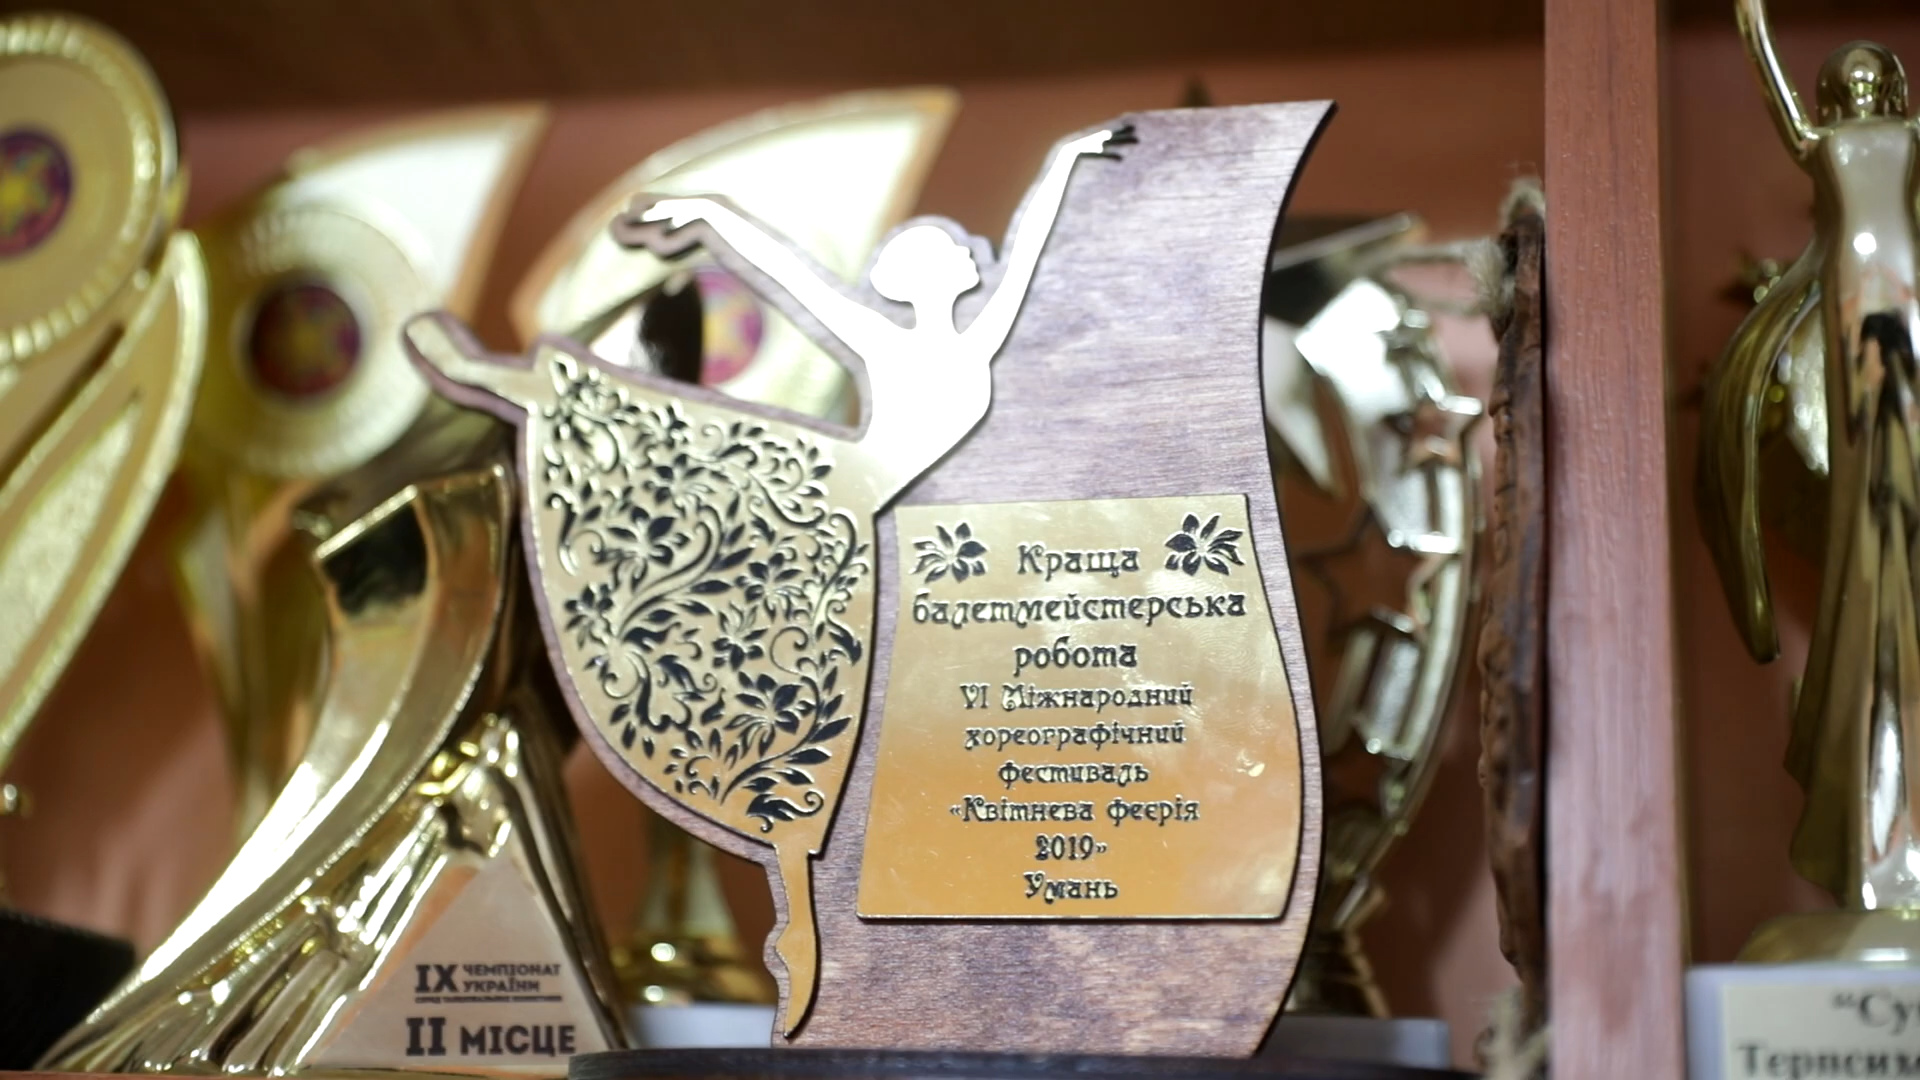 Краща
балетмейстерська
робота
VI Міжнародний
хореографічний
фестиваль
«Квітнева феєрія
2019»
Умань
IX ЧЕМПІОНАТ
УКРАЇНИ
II МІСЦЕ